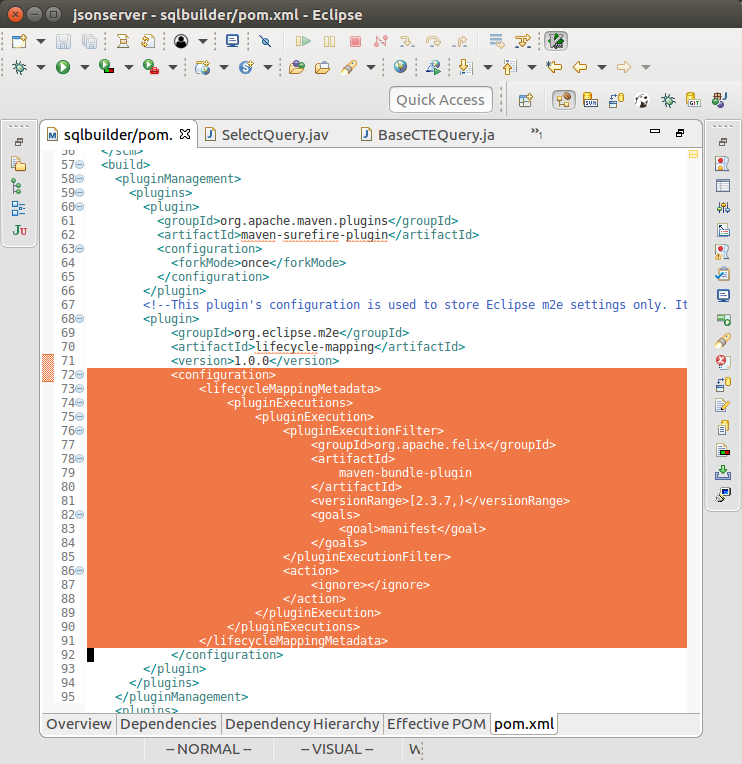 jsonserver - sqlbuilder/pom.xml - Eclipse
Quick Access
SVN
GIT
sqlbuilder/pom.
SelectQuery.jav
BaseCTEQuery.ja
»1
56 </scm>
57 <build>
58 <pluginManagement>
59 <plugins>
60 <plugin>
61 <groupId>org.apache.maven.plugins</groupId>
62 <artifactId>maven-surefire-plugin</artifactId>
63 <configuration>
64 <forkMode>once</forkMode>
65 </configuration>
66 </plugin>
67 <!--This plugin's configuration is used to store Eclipse m2e settings only. It
68 <plugin>
69 <groupId>org.eclipse.m2e</groupId>
70 <artifactId>lifecycle-mapping</artifactId>
71 <version>1.0.0</version>
72 <configuration>
73 <lifecycleMappingMetadata>
74 <pluginExecutions>
75 <pluginExecution>
76 <pluginExecutionFilter>
77 <groupId>org.apache.felix</groupId>
78 <artifactId>
79 maven-bundle-plugin
80 </artifactId>
81 <versionRange>[2.3.7,)</versionRange>
82 <goals>
83 <goal>manifest</goal>
84 </goals>
85 </pluginExecutionFilter>
86 <action>
87 <ignore></ignore>
88 </action>
89 </pluginExecution>
90 </pluginExecutions>
91 </lifecycleMappingMetadata>
92 </configuration>
93 </plugin>
94 </plugins>
95 </pluginManagement>
<plugins>
Overview Dependencies Dependency Hierarchy Effective POM pom.xml
-- NORMAL -- -- VISUAL -- W